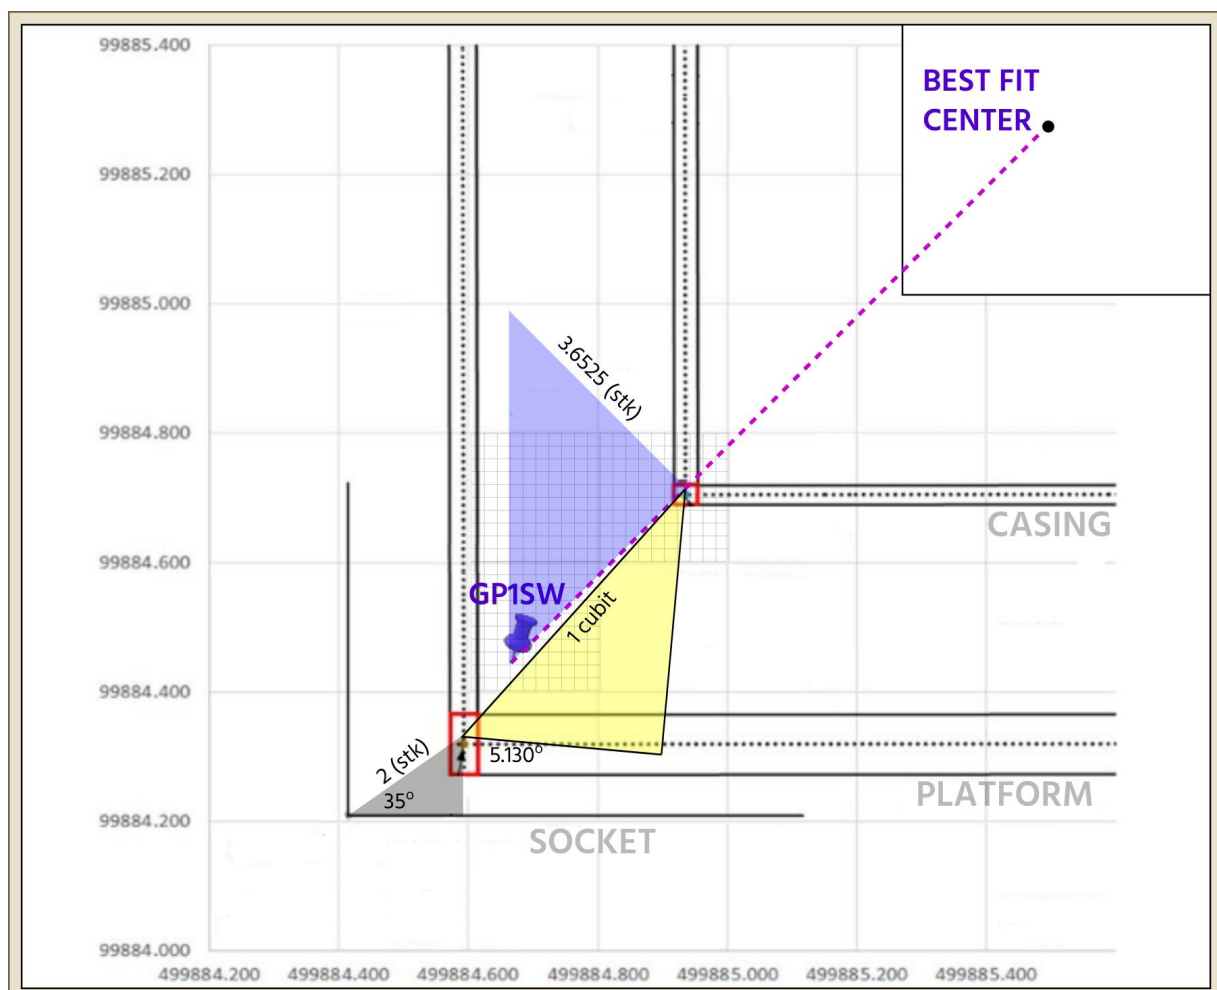 99885.400
BEST FIT
CENTER
99885.200
99885.000
3.6525 (stk)
99884.800
CASING
99884.600
GP1SW
1 cubit
99884.400
5.130°
2 (stk)
35°
PLATFORM
99884.200
SOCKET
99884.000
499884.200 499884.400 499884.600 499884.800 499885.000 499885.200 499885.400